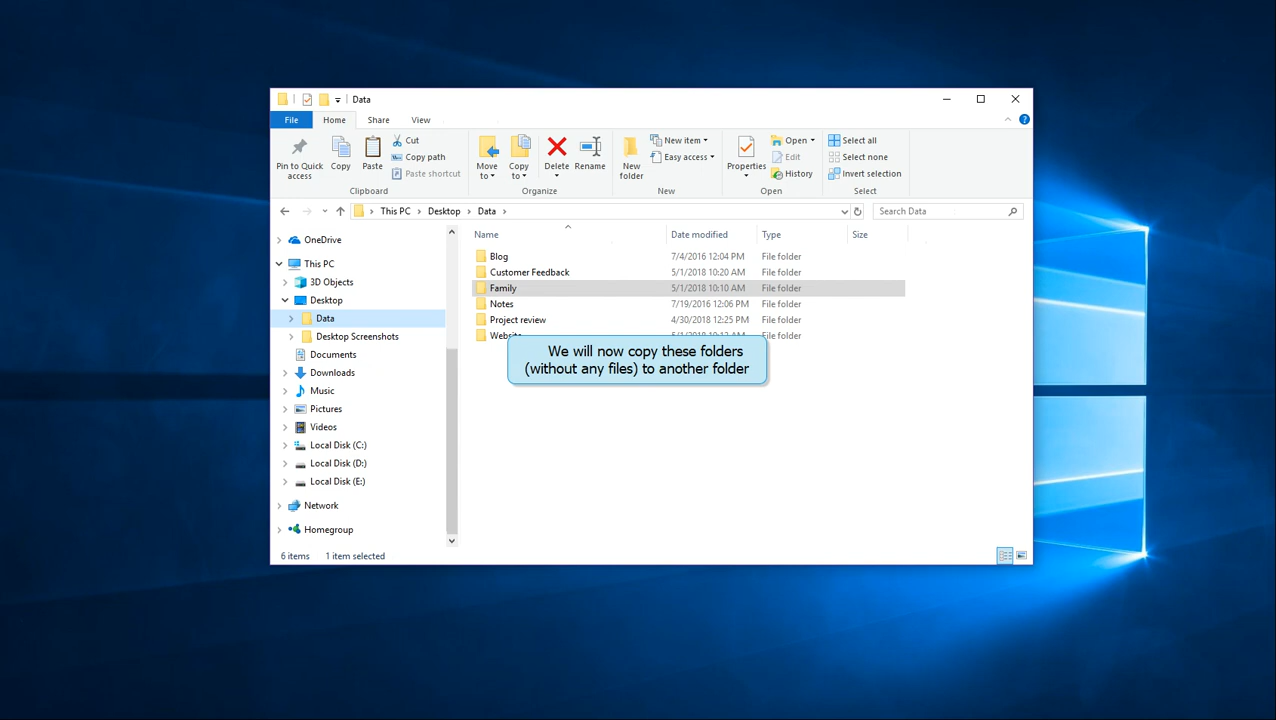 Data
File Home Share View
Pin to Quick access
Copy
Paste
Cut
Copy path
Paste shortcut
Clipboard
Move to
Copy to
Delete
Rename
Organize
New folder
New item
Easy access
New
Properties
Open
Edit
History
Open
Select all
Select none
Invert selection
Select
This PC > Desktop > Data >
Search Data
OneDrive
This PC
3D Objects
Desktop
Data
Desktop Screenshots
Documents
Downloads
Music
Pictures
Videos
Local Disk (C:)
Local Disk (D:)
Local Disk (E:)
Network
Homegroup
Name Date modified Type Size
Blog 7/4/2016 12:04 PM File folder
Customer Feedback 5/1/2018 10:20 AM File folder
Family 5/1/2018 10:10 AM File folder
Notes 7/19/2016 12:06 PM File folder
Project review 4/30/2018 12:25 PM File folder
File folder
We will now copy these folders
(without any files) to another folder
6 items 1 item selected